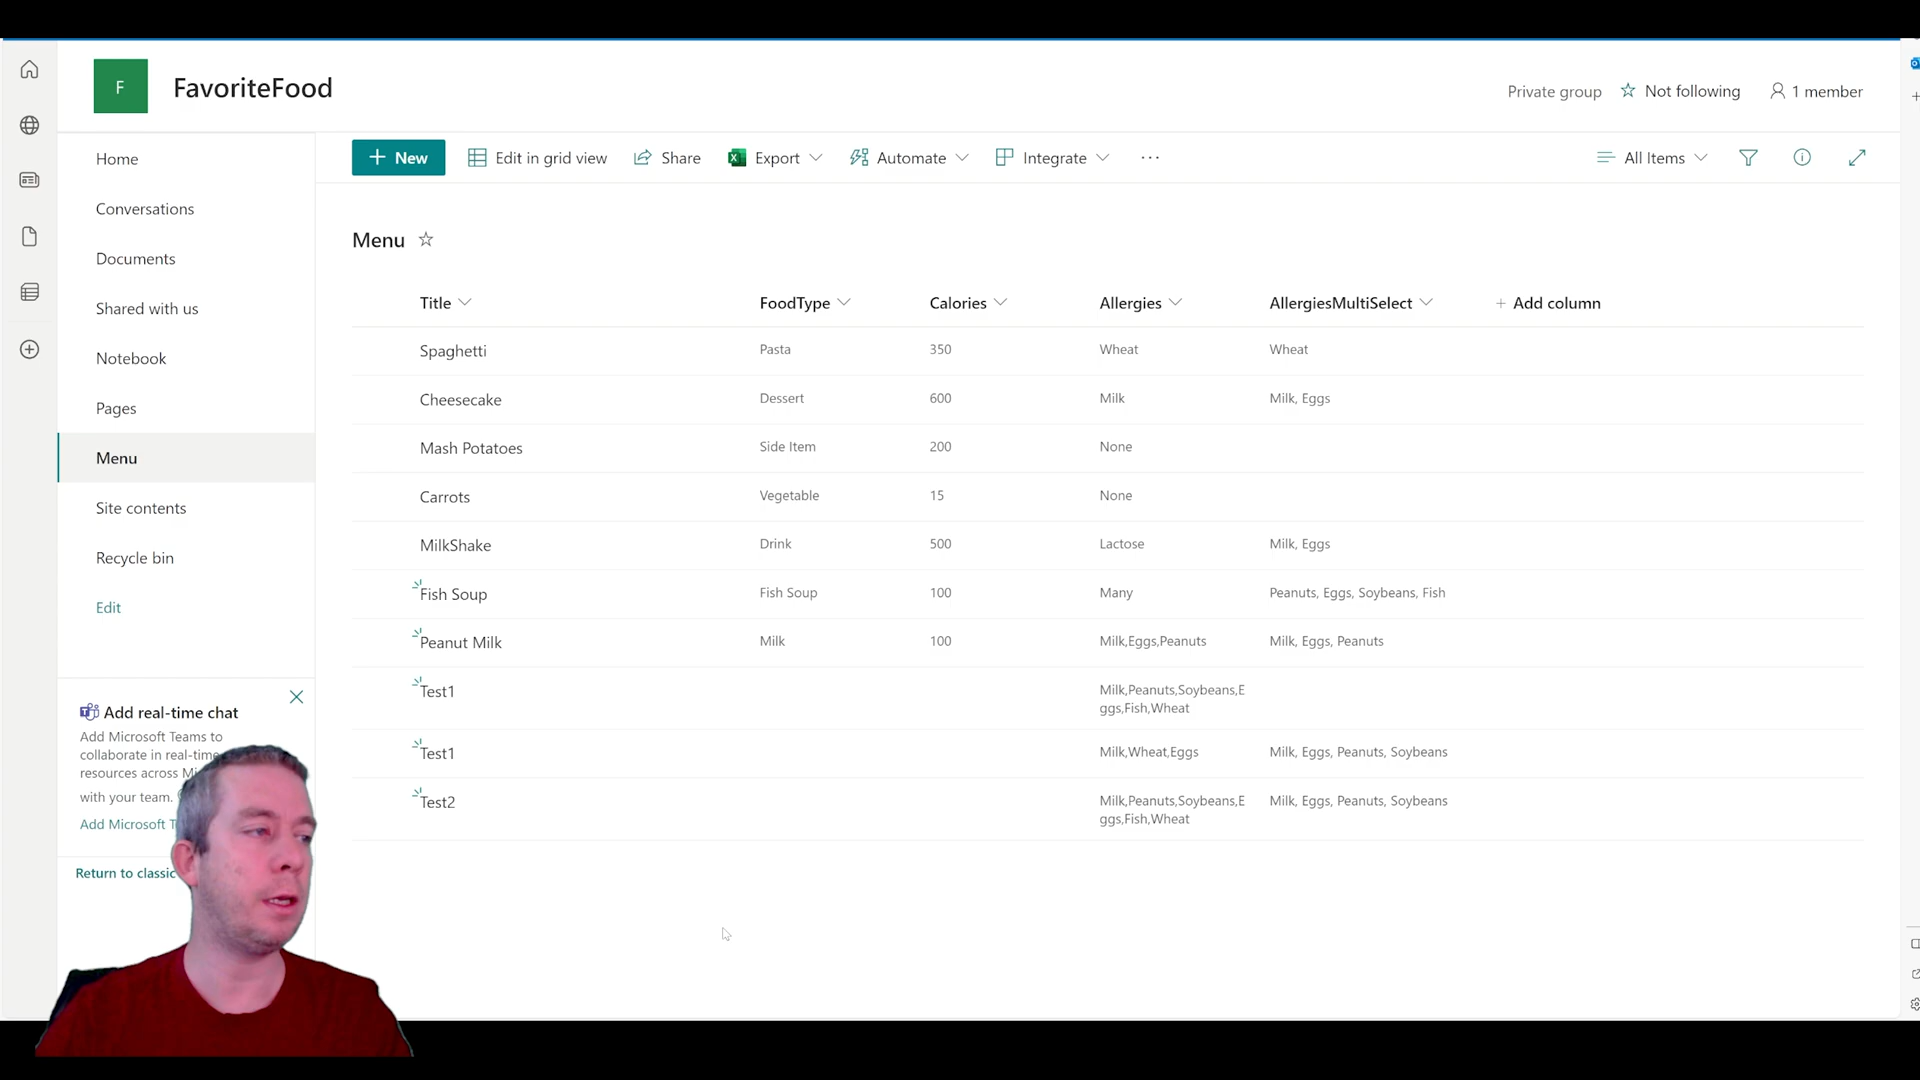 F
FavoriteFood
Private group
Not following
1 member
Home
Conversations
Documents
Shared with us
Notebook
Pages
Menu
Site contents
Recycle bin
Edit
Add real-time chat
Add Microsoft Teams to
collaborate in real-time
resources across
with your team.
Add Microsoft
Return to classic
New
Edit in grid view
Share
Export
Automate
Integrate
All Items
Menu
Title FoodType Calories Allergies AllergiesMultiSelect + Add column
Spaghetti Pasta 350 Wheat Wheat
Cheesecake Dessert 600 Milk Milk, Eggs
Mash Potatoes Side Item 200 None
Carrots Vegetable 15 None
MilkShake Drink 500 Lactose Milk, Eggs
Fish Soup Fish Soup 100 Many Peanuts, Eggs, Soybeans, Fish
Peanut Milk Milk 100 Milk,Eggs,Peanuts Milk, Eggs, Peanuts
Test1 Milk,Peanuts,Soybeans,E
ggs,Fish,Wheat
Test1 Milk,Wheat,Eggs Milk, Eggs, Peanuts, Soybeans
Test2 Milk,Peanuts,Soybeans,E Milk, Eggs, Peanuts, Soybeans
ggs,Fish,Wheat